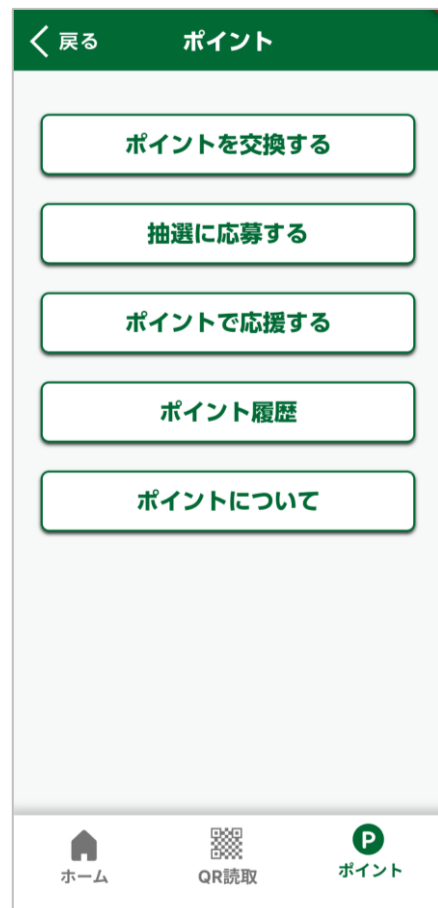 戻る ポイント
ポイントを交換する
抽選に応募する
ポイントで応援する
ポイント履歴
ポイントについて
P
ホーム QR読取 ポイント